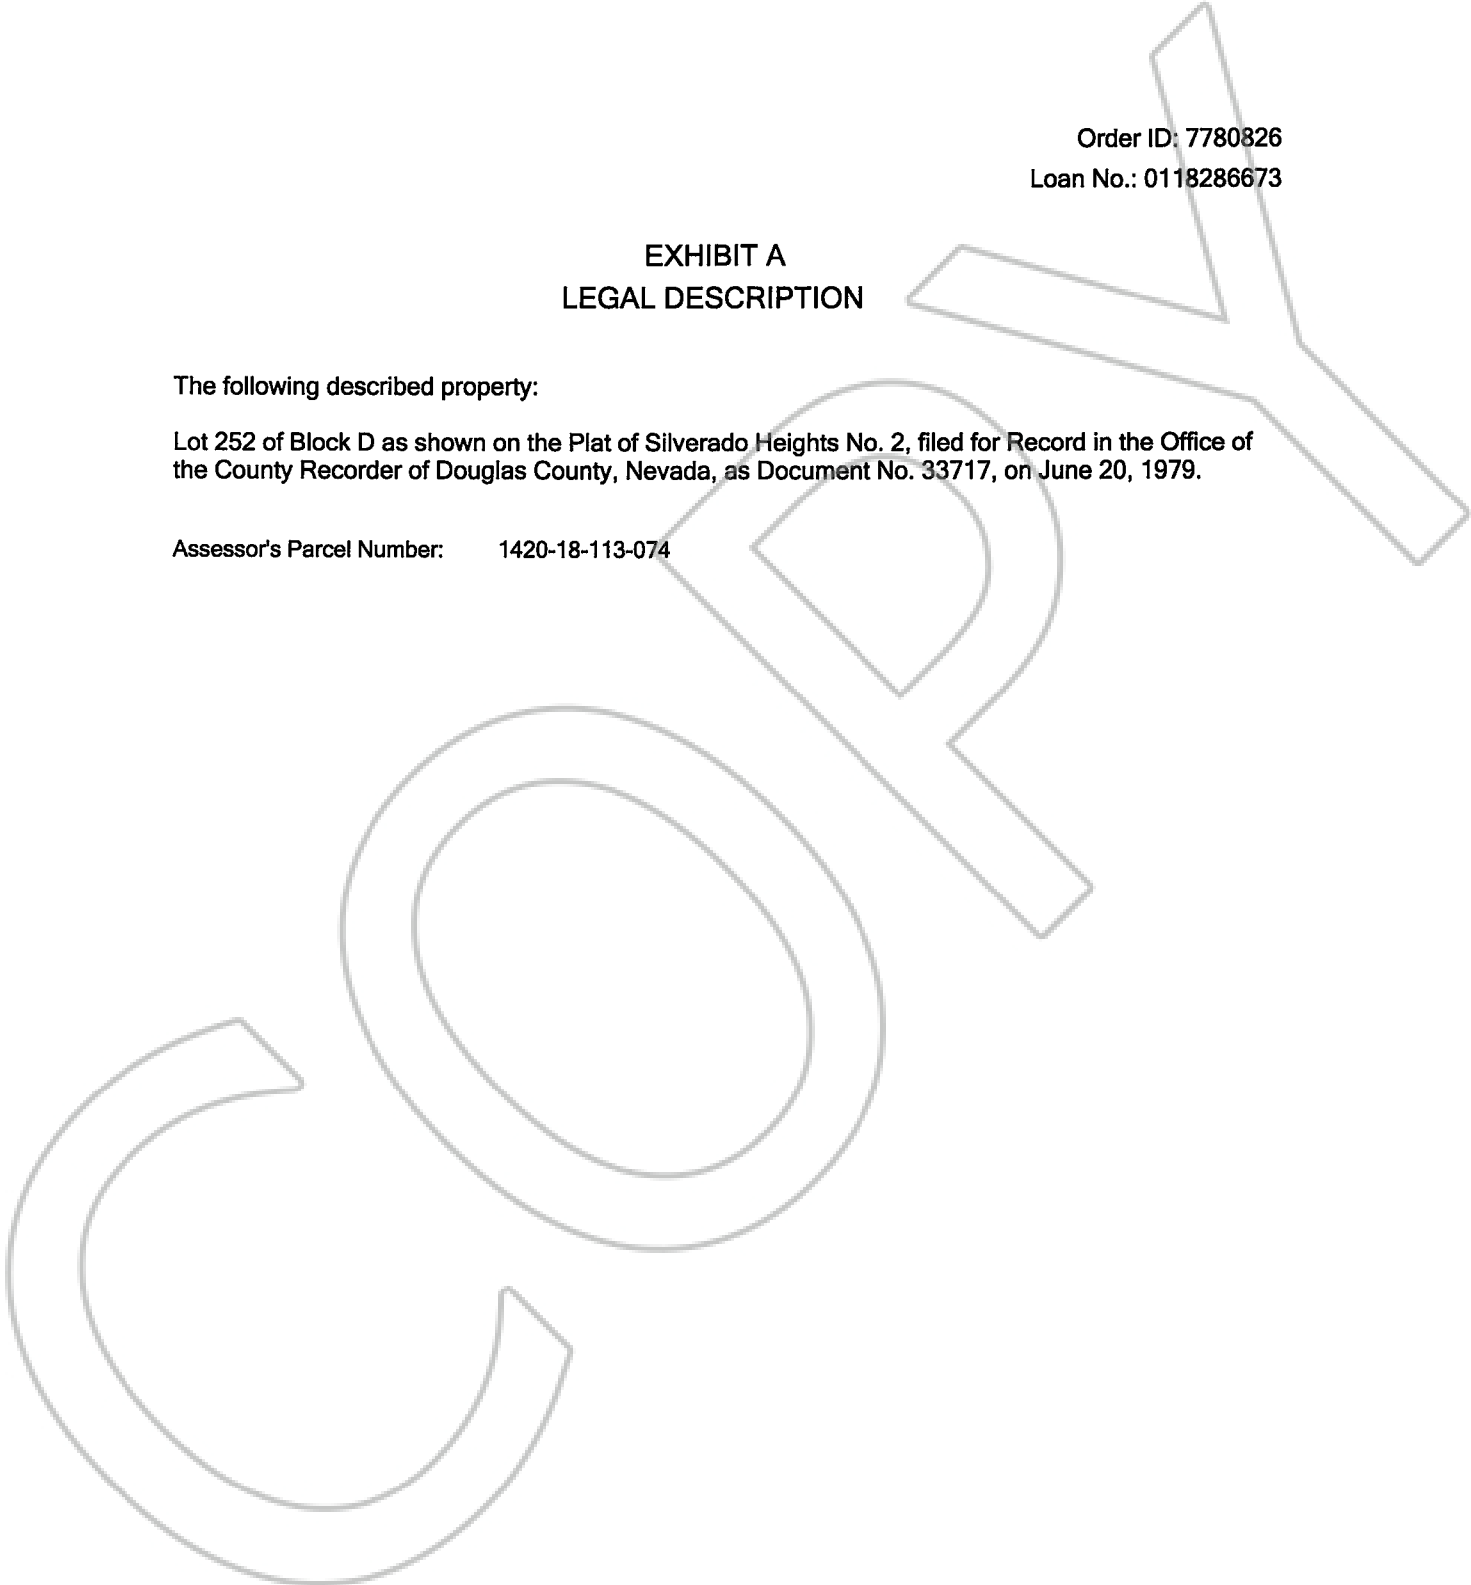 Order ID: 7780826
Loan No.: 0118286673
EXHIBIT A
LEGAL DESCRIPTION
The following described property:
Lot 252 of Block D as shown on the Plat of Silverado Heights No. 2, filed for Record in the Office of
the County Recorder of Douglas County, Nevada, as Document No. 33717, on June 20, 1979.
Assessor's Parcel Number: 1420-18-113-074
COPY